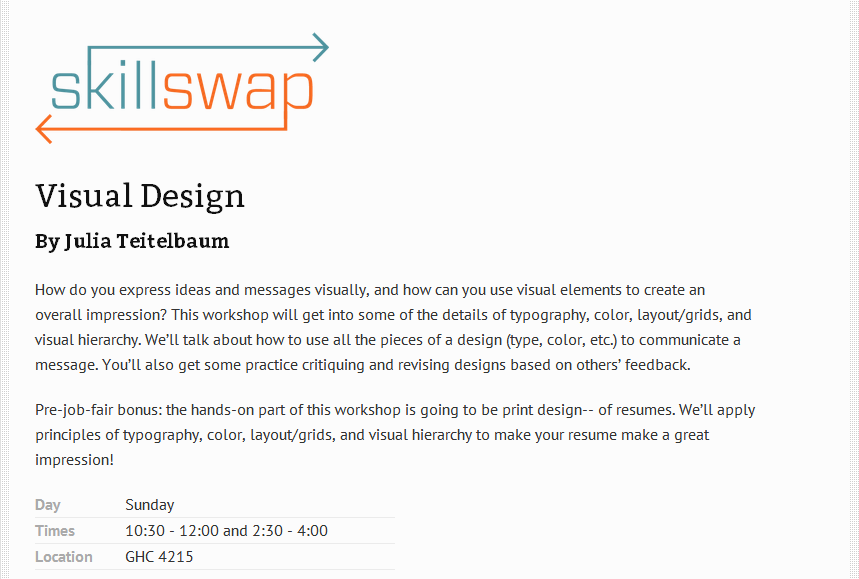 skillswap
Visual Design
By Julia Teitelbaum
How do you express ideas and messages visually, and how can you use visual elements to create an
overall impression? This workshop will get into some of the details of typography, color, layout/grids, and
visual hierarchy. We’ll talk about how to use all the pieces of a design (type, color, etc.) to communicate a
message. You’ll also get some practice critiquing and revising designs based on others’ feedback.
Pre-job-fair bonus: the hands-on part of this workshop is going to be print design-- of resumes. We’ll apply
principles of typography, color, layout/grids, and visual hierarchy to make your resume make a great
impression!
Day Sunday
Times 10:30 - 12:00 and 2:30 - 4:00
Location GHC 4215